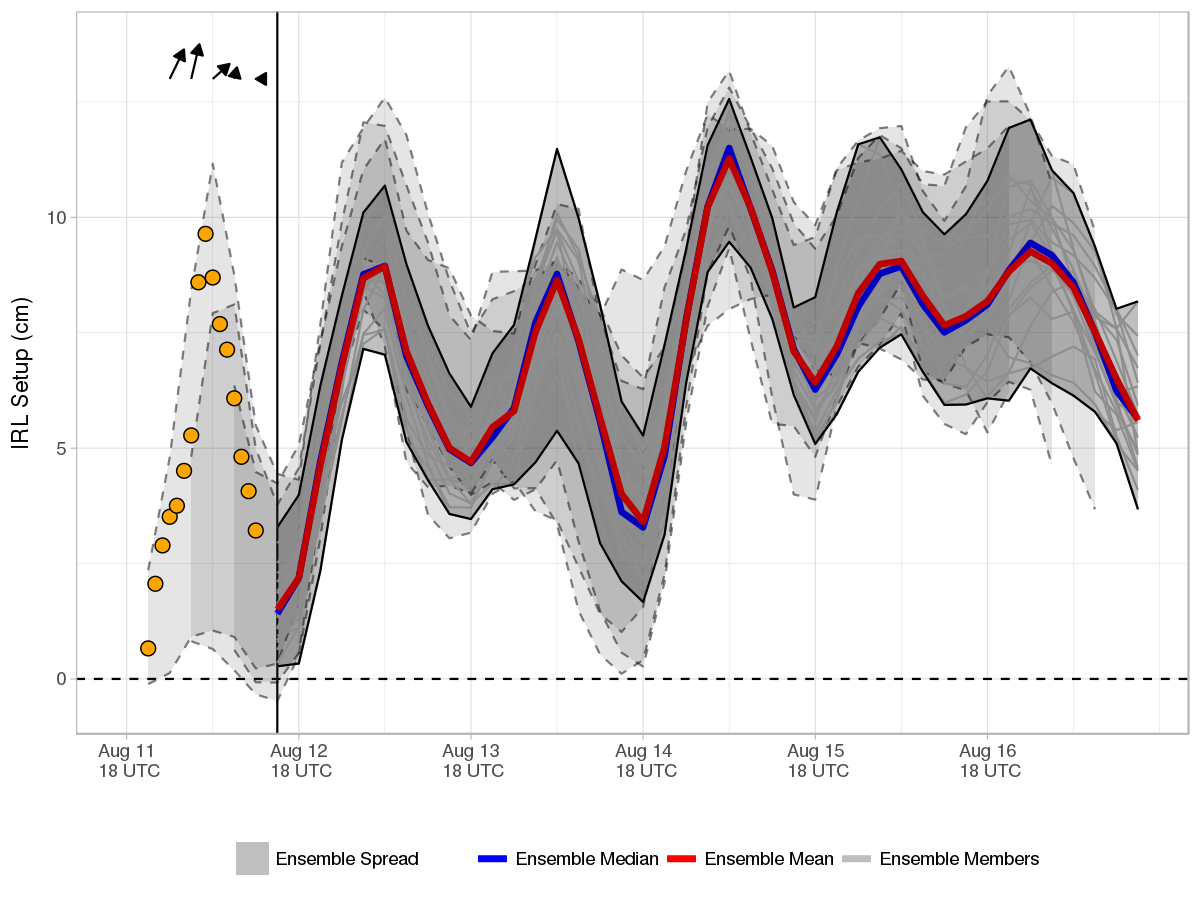 IRL Setup (cm)
10
5
0
Aug 11
18 UTC
Aug 12
18 UTC
Aug 13
18 UTC
Aug 14
18 UTC
Aug 15
18 UTC
Aug 16
18 UTC
Ensemble Spread
Ensemble Median
Ensemble Mean
Ensemble Members